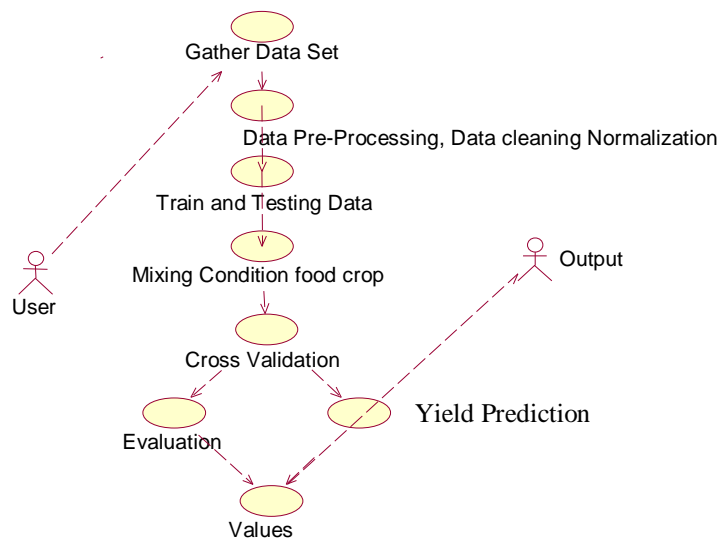 Gather Data Set
Data Pre-Processing, Data cleaning Normalization
Train and Testing Data
Mixing Condition food crop
User
Output
Cross Validation
Evaluation
Yield Prediction
Values